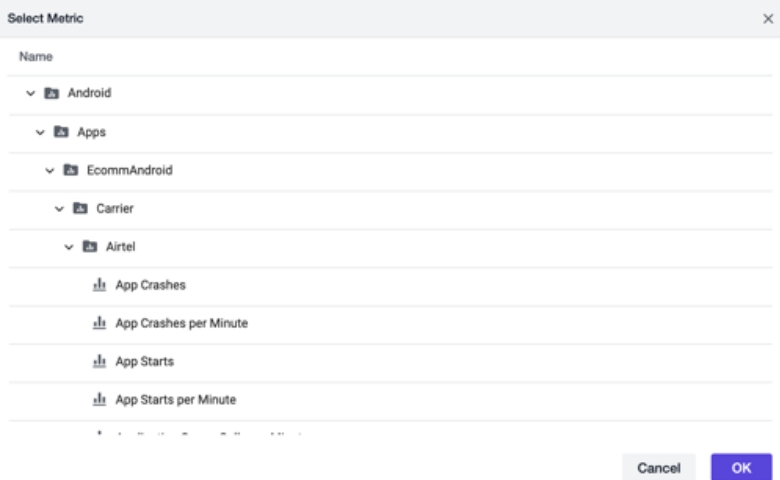 Select Metric
Name
Android
Apps
EcommAndroid
Carrier
Airtel
App Crashes
App Crashes per Minute
App Starts
App Starts per Minute
Cancel OK